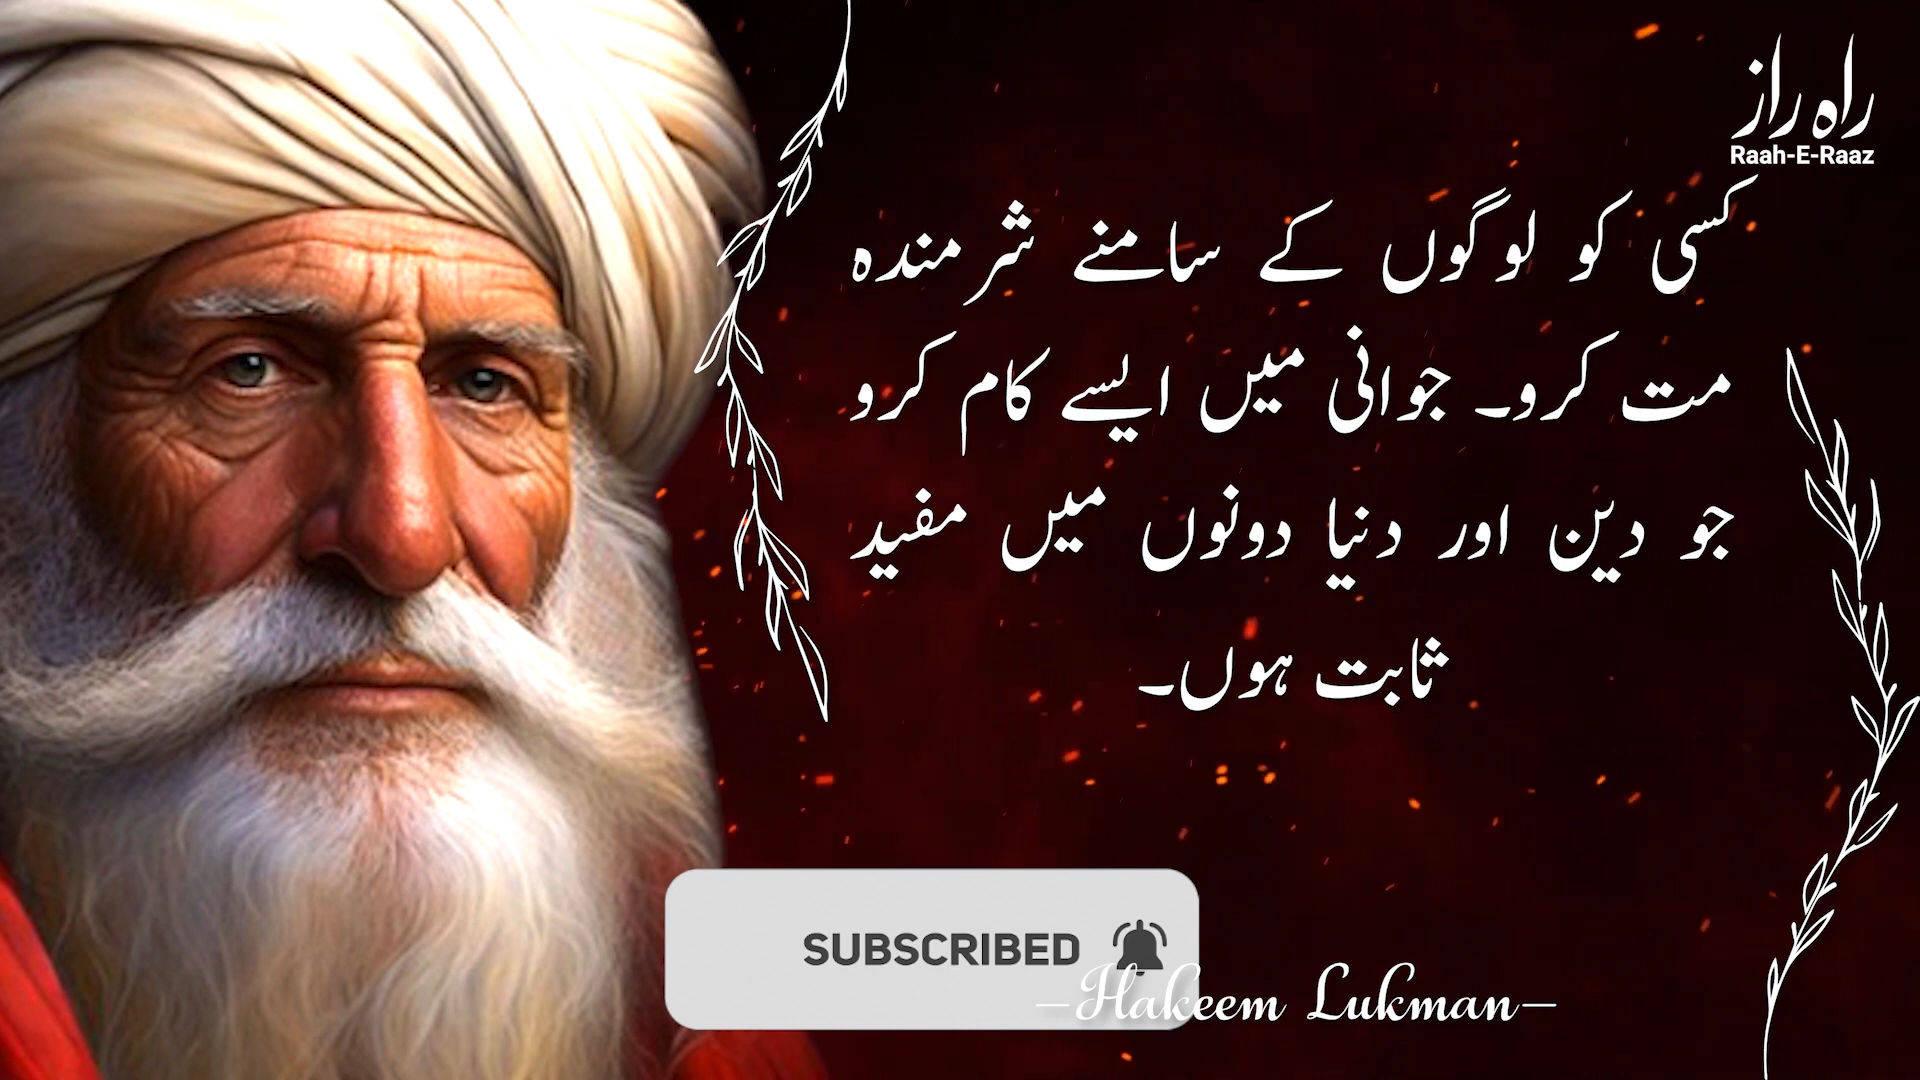 راہ راز
Raah-E-Raaz
کسی کو لوگوں کے سامنے شرمندہ
مت کرو۔ جوانی میں ایسے کام کرو
جو دین اور دنیا دونوں میں مفید
ثابت ہوں۔
SUBSCRIBED
–Hakeem Lukman–